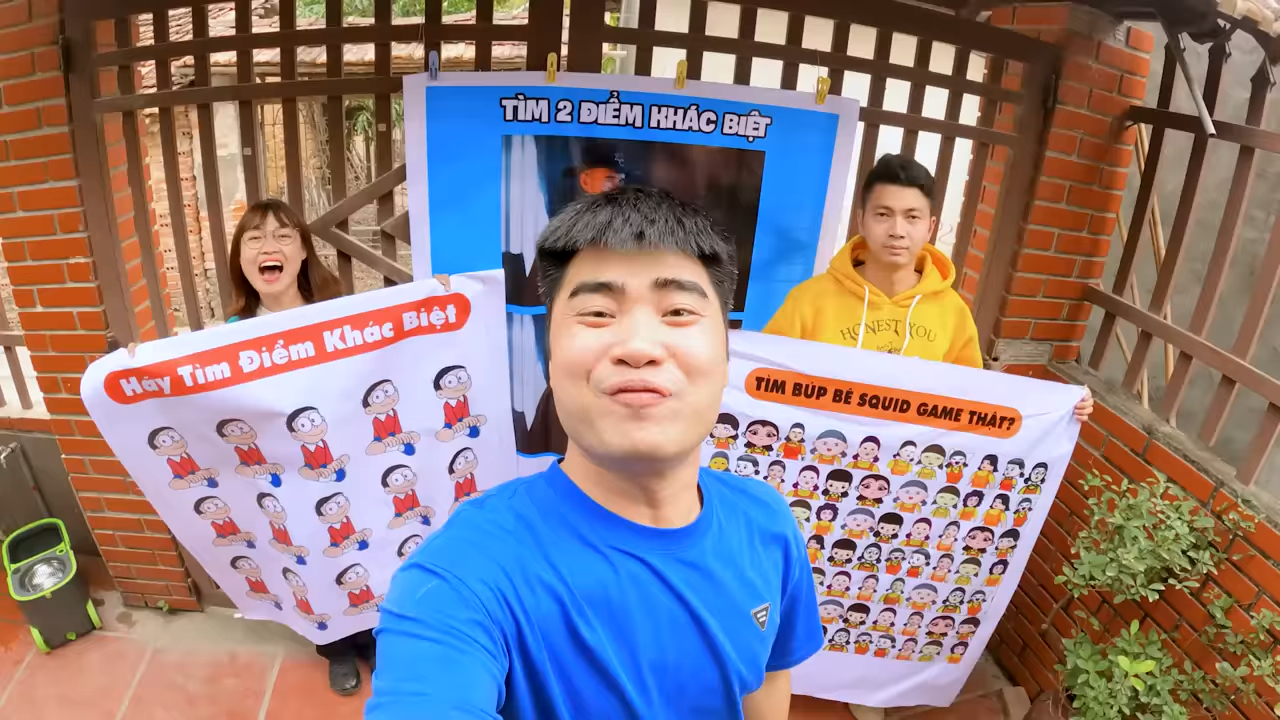 TÌM 2 ĐIỂM KHÁC BIỆT
Hãy Tìm Điểm Khác Biệt
TÌM BÚP BÊ SQUID GAME THẬT?
HONEST YOU